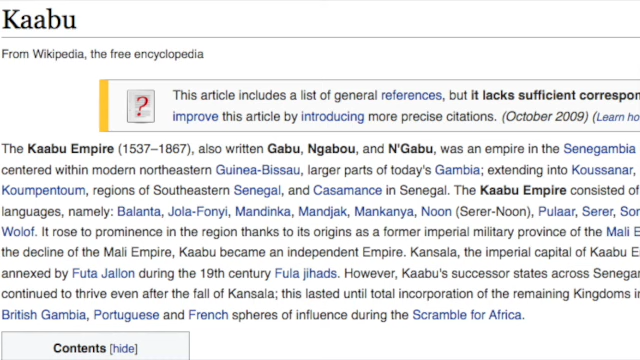 Kaabu
From Wikipedia, the free encyclopedia
?
This article includes a list of general references, but it lacks sufficient
improve this article by introducing more precise citations. (October 2009) (Learn
The Kaabu Empire (1537–1867), also written Gabu, Ngabou, and N'Gabu, was an empire in the Senegambia
centered within modern northeastern Guinea-Bissau, larger parts of today's Gambia; extending into Koussanar,
Koumpentoum, regions of Southeastern Senegal, and Casamance in Senegal. The Kaabu Empire consisted of
languages, namely: Balanta, Jola-Fonyi, Mandinka, Mandjak, Mankanya, Noon (Serer-Noon), Pulaar, Serer,
Wolof. It rose to prominence in the region thanks to its origins as a former imperial military province of the Mali
the decline of the Mali Empire, Kaabu became an independent Empire. Kansala, the imperial capital of Kaabu
annexed by Futa Jallon during the 19th century Fula jihads. However, Kaabu's successor states across
continued to thrive even after the fall of Kansala; this lasted until total incorporation of the remaining Kingdoms
British Gambia, Portuguese and French spheres of influence during the Scramble for Africa.
Contents [hide]